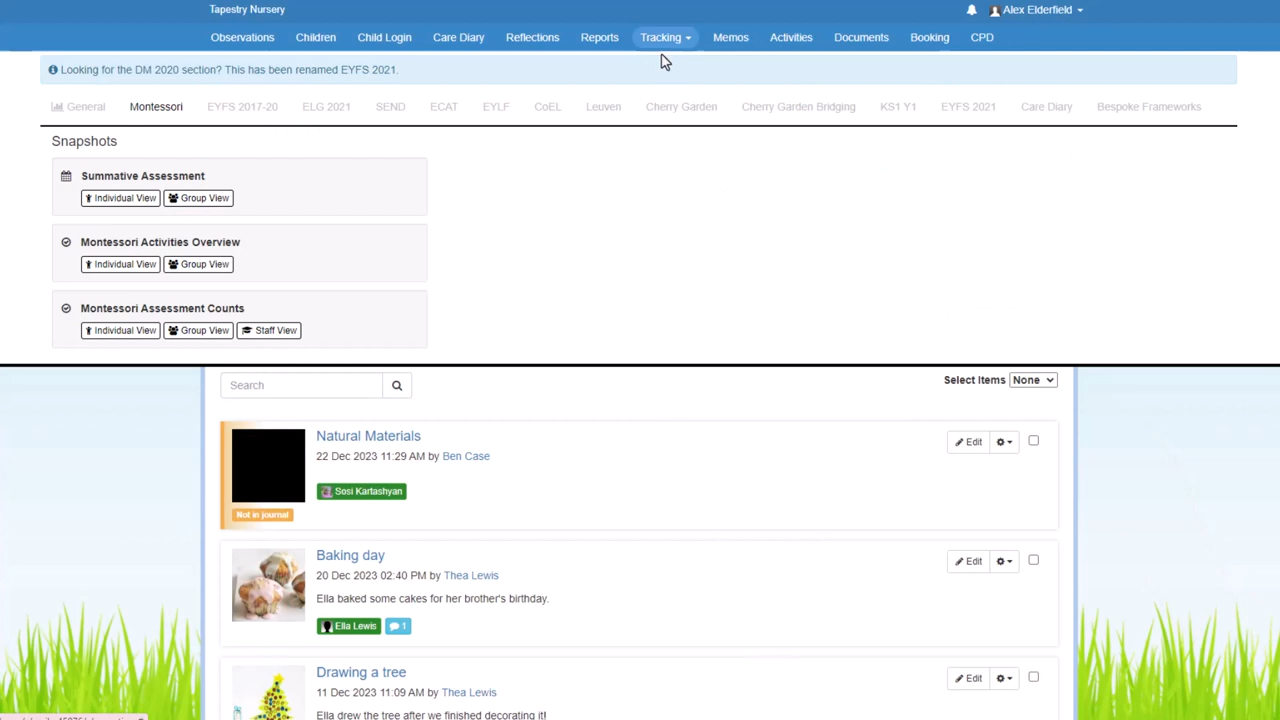 Tapestry Nursery
Alex Elderfield
Observations Children Child Login Care Diary Reflections Reports Tracking Memos Activities Documents Booking CPD
Looking for the DM 2020 section? This has been renamed EYFS 2021.
General Montessori EYFS 2017-20 ELG 2021 SEND ECAT EYLF CoEL Leuven Cherry Garden Cherry Garden Bridging KS1 Y1 EYFS 2021 Care Diary Bespoke Frameworks
Snapshots
Summative Assessment
Individual View Group View
Montessori Activities Overview
Individual View Group View
Montessori Assessment Counts
Individual View Group View Staff View
Search
Select Items None
Natural Materials
Edit
22 Dec 2023 11:29 AM by Ben Case
Sosi Kartashyan
Not in journal
Baking day
Edit
20 Dec 2023 02:40 PM by Thea Lewis
Ella baked some cakes for her brother's birthday.
Ella Lewis 1
Drawing a tree
Edit
11 Dec 2023 11:09 AM by Thea Lewis
Ella drew the tree after we finished decorating it!